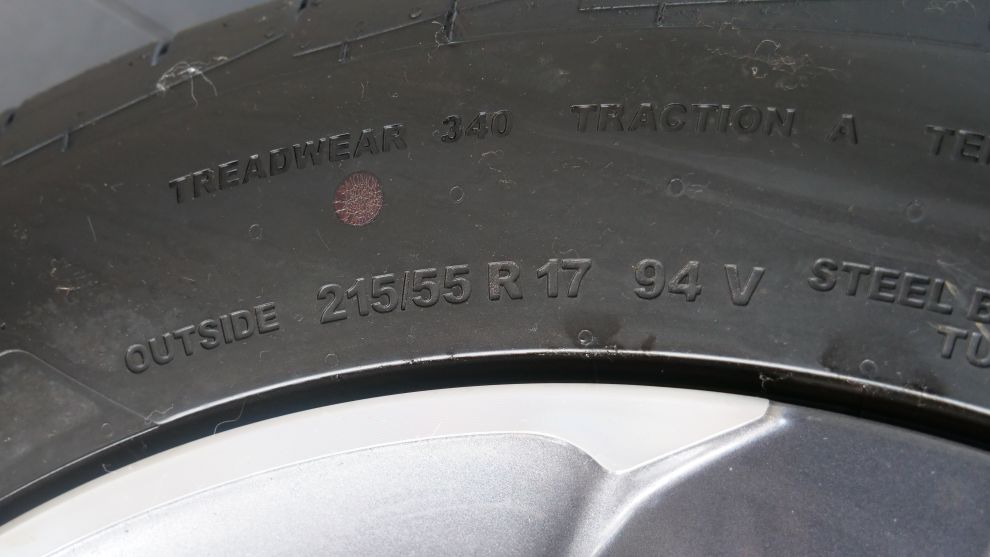 TREADWEAR 340 TRACTION A
OUTSIDE 215/55 R 17 94 V STEEL